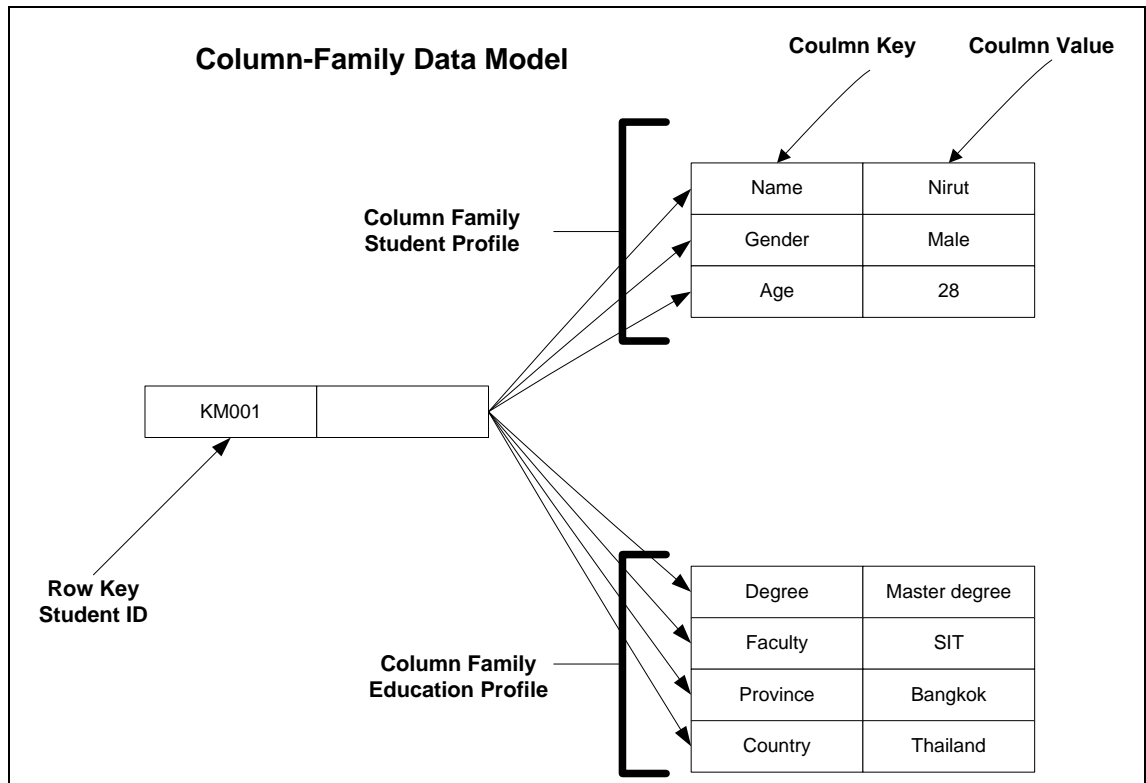 Column-Family Data Model
Coulmn Key
Coulmn Value
Name
Nirut
Column Family
Student Profile
Gender
Male
Age
28
KM001
Row Key
Student ID
Degree
Master degree
Faculty
SIT
Column Family
Education Profile
Province
Bangkok
Country
Thailand